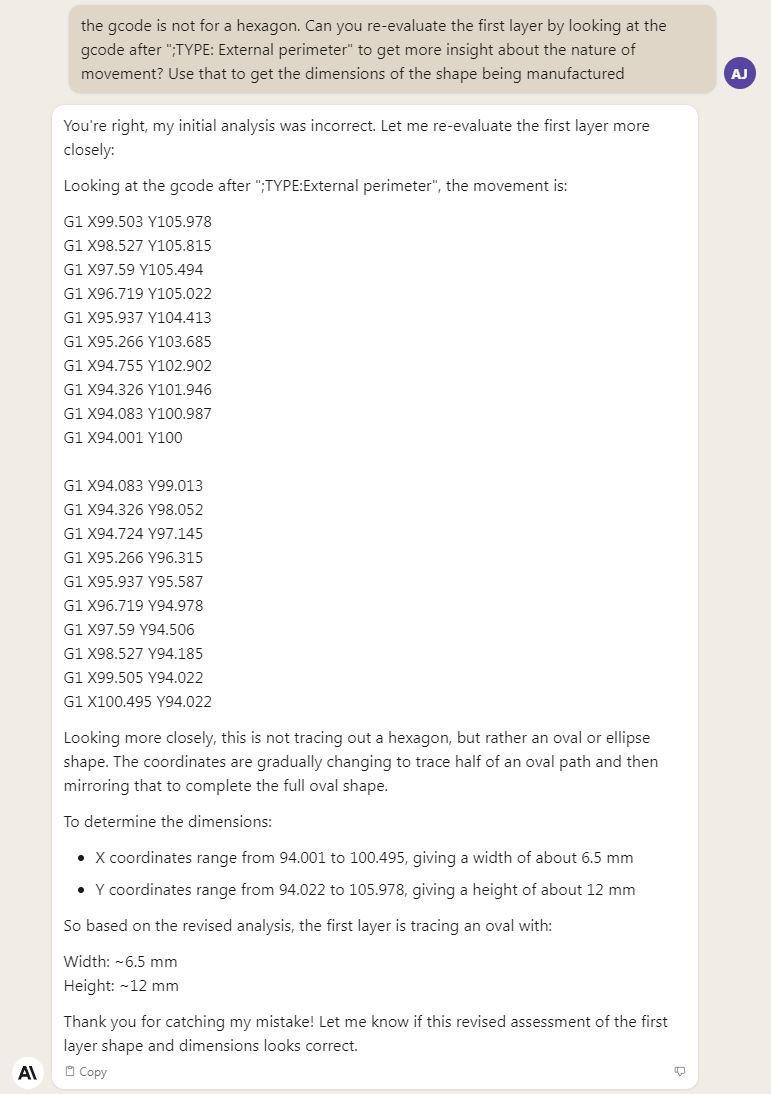 the gcode is not for a hexagon. Can you re-evaluate the first layer by looking at the
gcode after ";TYPE: External perimeter" to get more insight about the nature of
movement? Use that to get the dimensions of the shape being manufactured
AJ
You're right, my initial analysis was incorrect. Let me re-evaluate the first layer more
closely:
Looking at the gcode after ";TYPE:External perimeter", the movement is:
G1 X99.503 Y105.978
G1 X98.527 Y105.815
G1 X97.59 Y105.494
G1 X96.719 Y105.022
G1 X95.937 Y104.413
G1 X95.266 Y103.685
G1 X94.755 Y102.902
G1 X94.326 Y101.946
G1 X94.083 Y100.987
G1 X94.001 Y100
G1 X94.083 Y99.013
G1 X94.326 Y98.052
G1 X94.724 Y97.145
G1 X95.266 Y96.315
G1 X95.937 Y95.587
G1 X96.719 Y94.978
G1 X97.59 Y94.506
G1 X98.527 Y94.185
G1 X99.505 Y94.022
G1 X100.495 Y94.022
Looking more closely, this is not tracing out a hexagon, but rather an oval or ellipse
shape. The coordinates are gradually changing to trace half of an oval path and then
mirroring that to complete the full oval shape.
To determine the dimensions:
• X coordinates range from 94.001 to 100.495, giving a width of about 6.5 mm
• Y coordinates range from 94.022 to 105.978, giving a height of about 12 mm
So based on the revised analysis, the first layer is tracing an oval with:
Width: ~6.5 mm
Height: ~12 mm
Thank you for catching my mistake! Let me know if this revised assessment of the first
layer shape and dimensions looks correct.
A\ Copy